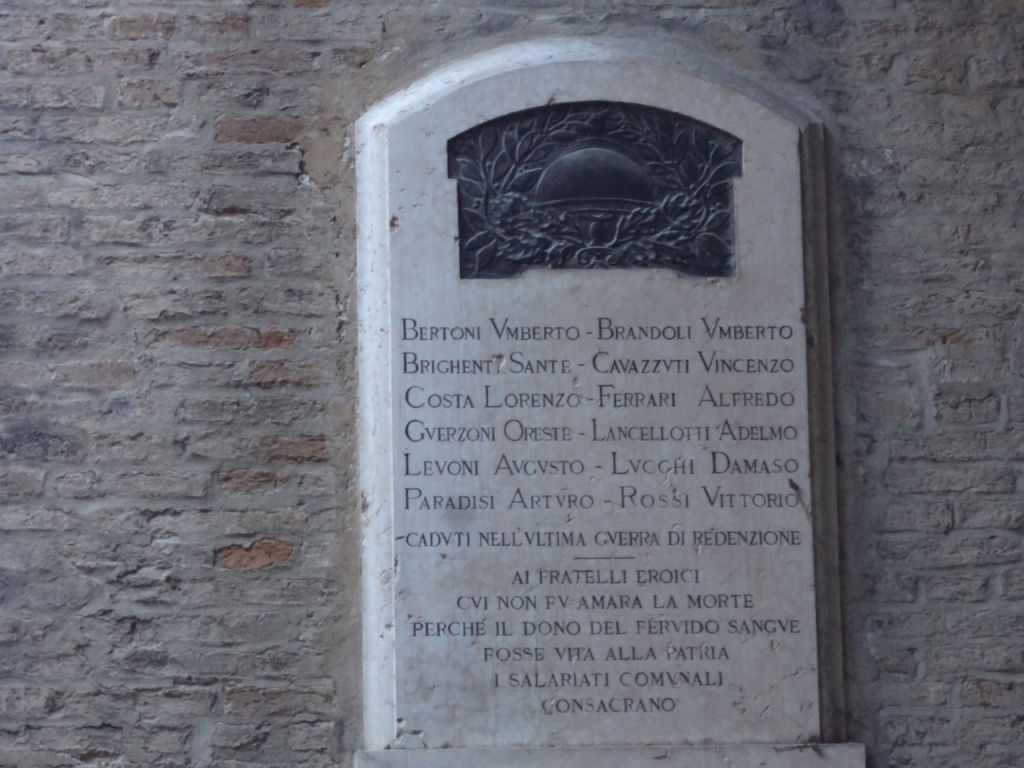 BERTONI VMBERTO - BRANDOLI VMBERTO
BRIGHENTI SANTE - CAVAZZVTI VINCENZO
COSTA LORENZO - FERRARI ALFREDO
GVERZONI ORESTE - LANCELLOTTI ADELMO
LEVONI AVGVSTO - LVCCHI DAMASO
PARADISI ARTVRO - ROSSI VITTORIO
CADVTI NELL'VLTIMA GVERRA DI REDENZIONE
AI FRATELLI EROICI
CVI NON FV AMARA LA MORTE
PERCHÈ IL DONO DEL FERVIDO SANGVE
FOSSE VITA ALLA PATRIA
I SALARIATI COMVNALI
CONSACRANO